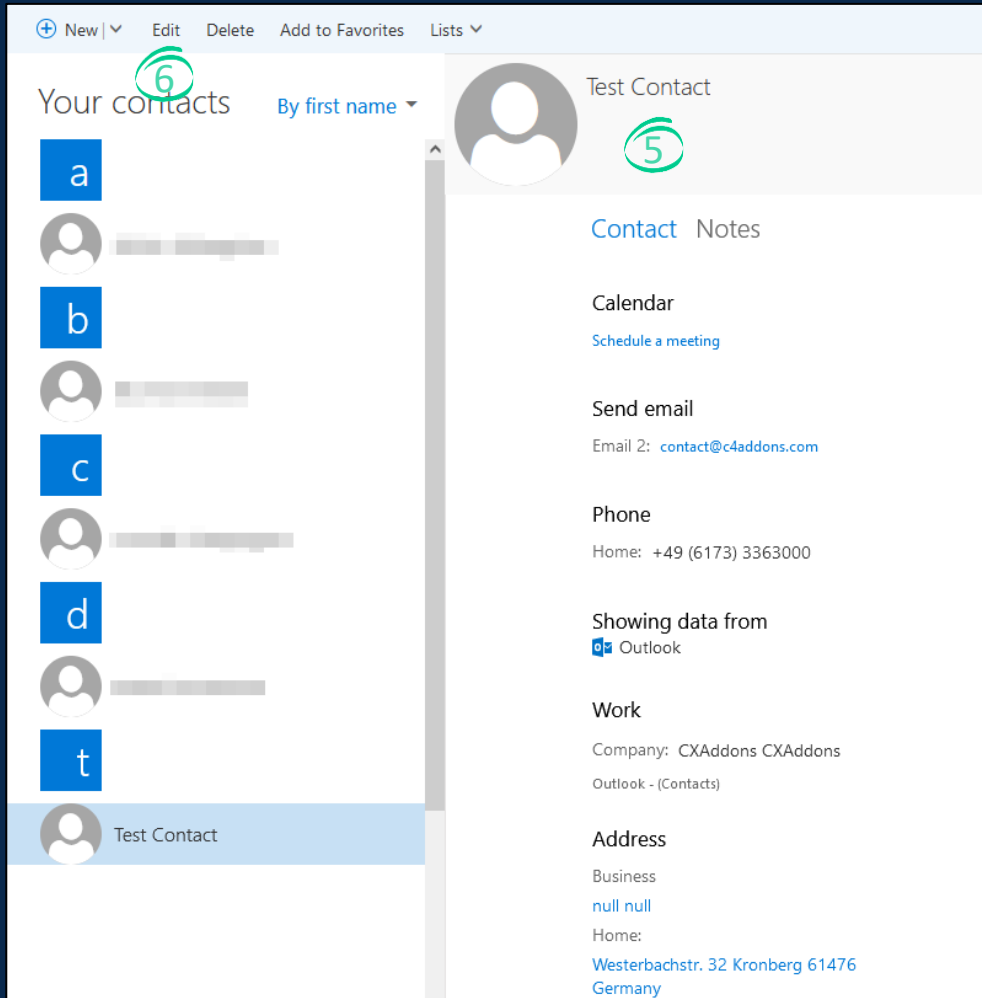 New Edit Delete Add to Favorites Lists
6
Your contacts By first name
a
b
c
d
t
Test Contact
Test Contact
5
Contact Notes
Calendar
Schedule a meeting
Send email
Email 2: contact@c4addons.com
Phone
Home: +49 (6173) 3363000
Showing data from
Outlook
Work
Company: CXAddons CXAddons
Outlook - (Contacts)
Address
Business
null null
Home:
Westerbachstr. 32 Kronberg 61476
Germany